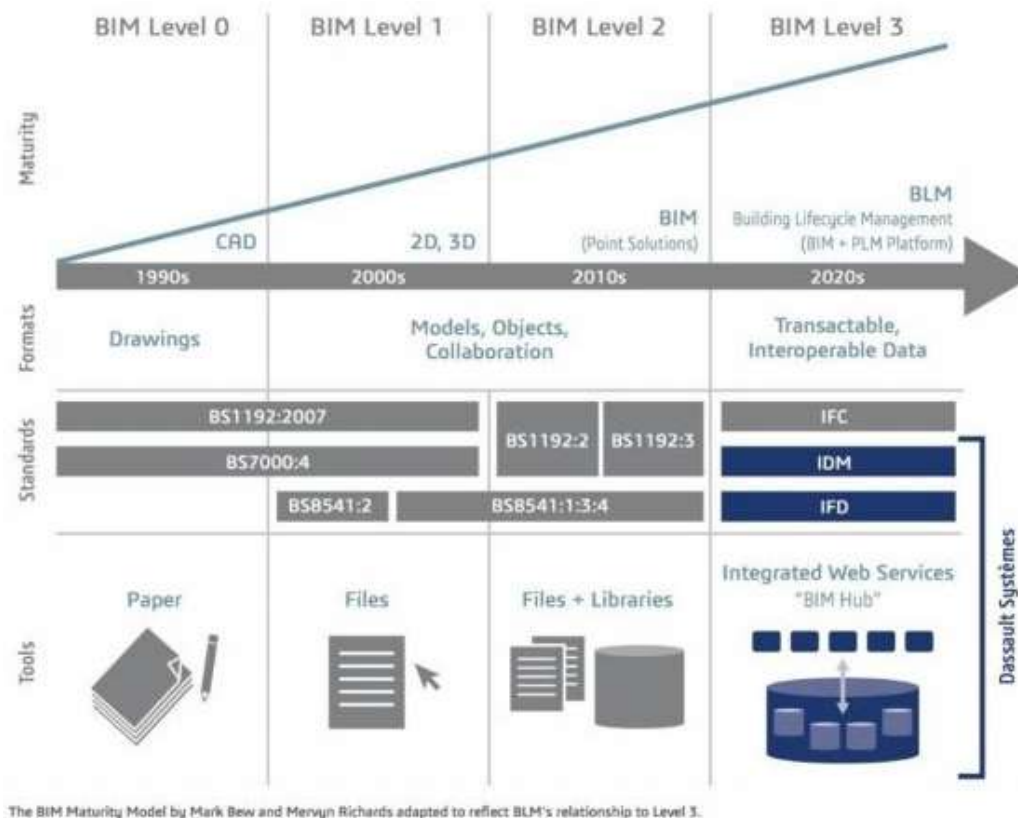 BIM Level 0
BIM Level 1
BIM Level 2
BIM Level 3
Maturity
CAD
2D, 3D
BIM
(Point Solutions)
BLM
Building Lifecycle Management
(BIM + PLM Platform)
1990s
2000s
2010s
2020s
Formats
Drawings
Models, Objects,
Collaboration
Transactable,
Interoperable Data
Standards
BS1192:2007
BS7000:4
BS8541:2
BS1192:2
BS1192:3
BS8541:1:3:4
IFC
IDM
IFD
Dassault Systèmes
Tools
Paper
Files
Files + Libraries
Integrated Web Services
"BIM Hub"
The BIM Maturity Model by Mark Bew and Mervyn Richards adapted to reflect BLM's relationship to Level 3.